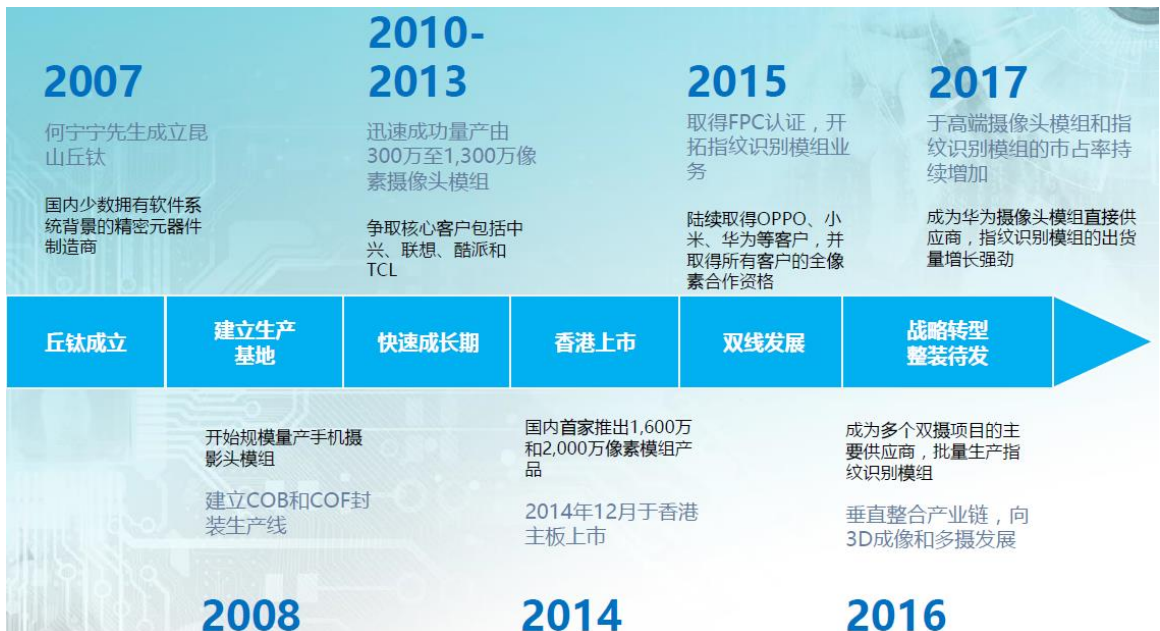 2007
何宁宁先生成立昆
山丘钛
国内少数拥有软件系
统背景的精密元器件
制造商
2010-
2013
迅速成功量产由
300万至1,300万像
素摄像头模组
争取核心客户包括中
兴、联想、酷派和
TCL
2015
取得FPC认证，开
拓指纹识别模组业
务
陆续取得OPPO、小
米、华为等客户，并
取得所有客户的全像
素合作资格
2017
于高端摄像头模组和指
纹识别模组的市占率持
续增加
成为华为摄像头模组直接供
应商，指纹识别模组的出货
量增长强劲
丘钛成立
建立生产
基地
快速成长期
香港上市
双线发展
战略转型
整装待发
开始规模量产手机摄
影头模组
建立COB和COF封
装生产线
2008
国内首家推出1,600万
和2,000万像素模组产
品
2014年12月于香港
主板上市
2014
成为多个双摄项目的主
要供应商，批量生产指
纹识别模组
垂直整合产业链，向
3D成像和多摄发展
2016